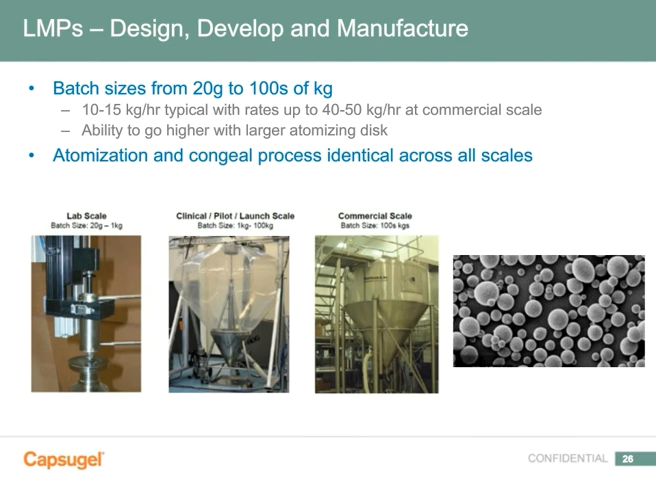 LMPs – Design, Develop and Manufacture
• Batch sizes from 20g to 100s of kg
– 10-15 kg/hr typical with rates up to 40-50 kg/hr at commercial scale
– Ability to go higher with larger atomizing disk
• Atomization and congeal process identical across all scales
Lab Scale
Batch Size: 20g – 1kg
Clinical / Pilot / Launch Scale
Batch Size: 1kg- 100kg
Commercial Scale
Batch Size: 100s kgs
Capsugel
CONFIDENTIAL 26